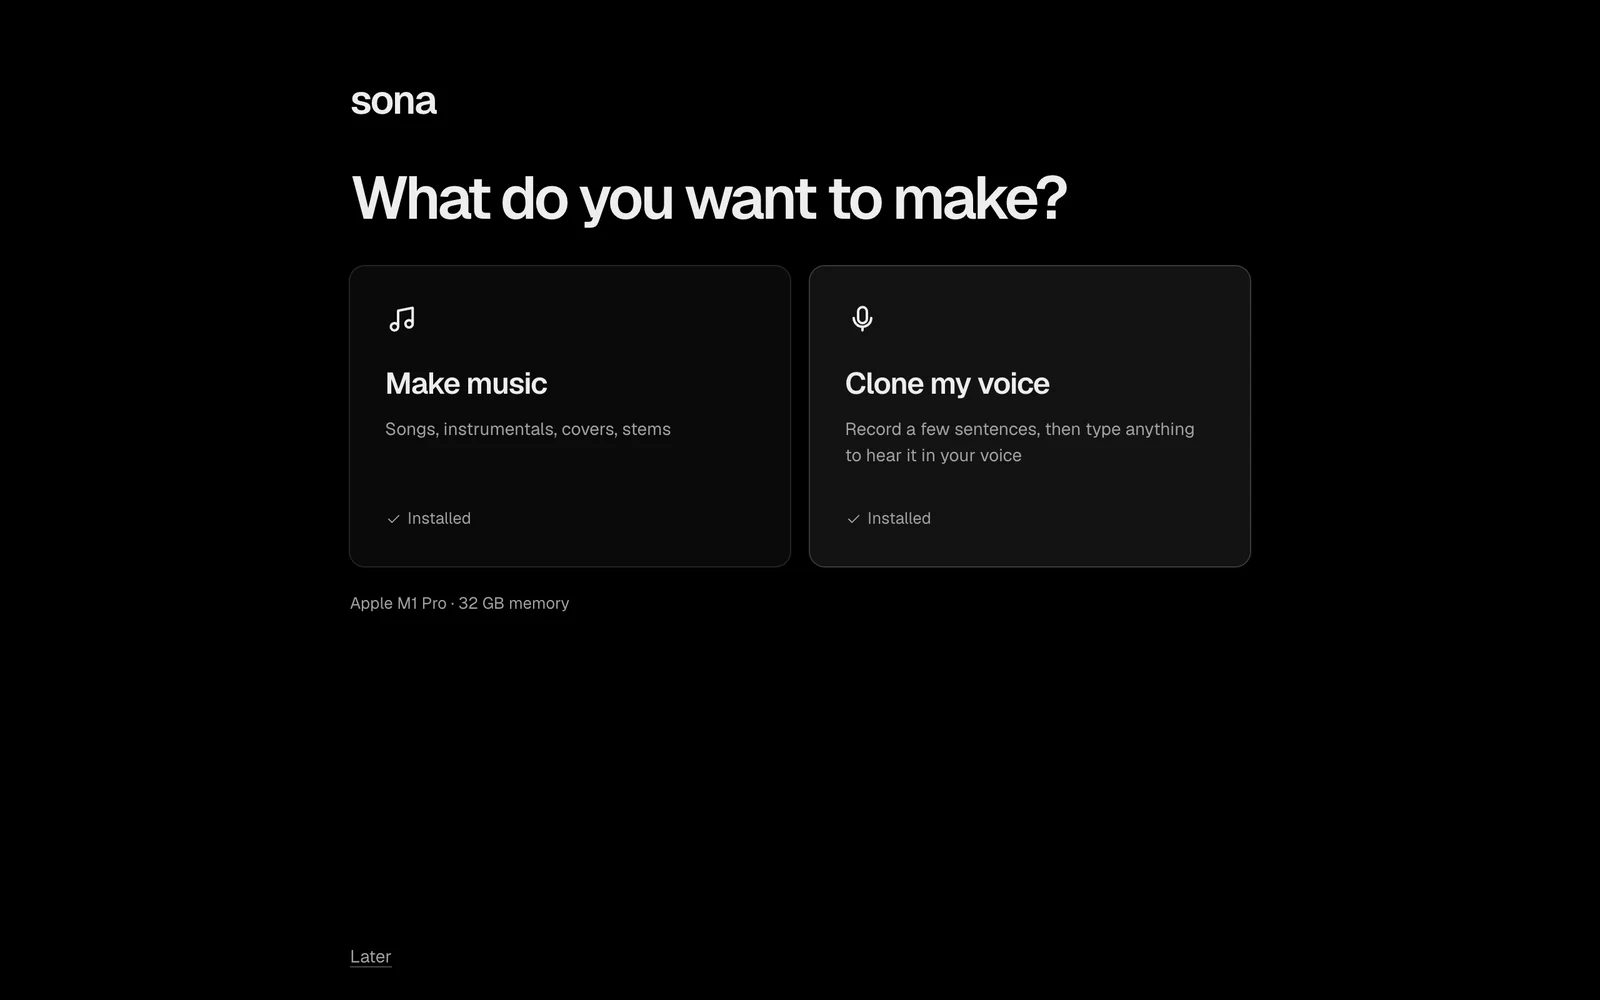 sona
What do you want to make?
Make music
Songs, instrumentals, covers, stems
Installed
Clone my voice
Record a few sentences, then type anything
to hear it in your voice
Installed
Apple M1 Pro · 32 GB memory
Later